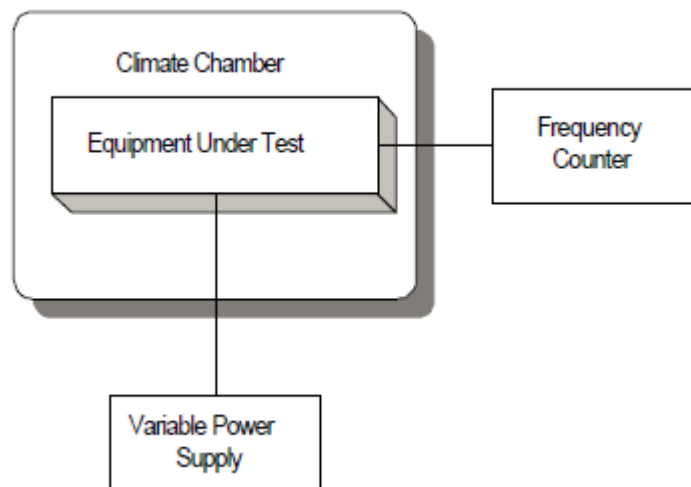 Climate Chamber
Equipment Under Test
Frequency
Counter
Variable Power
Supply